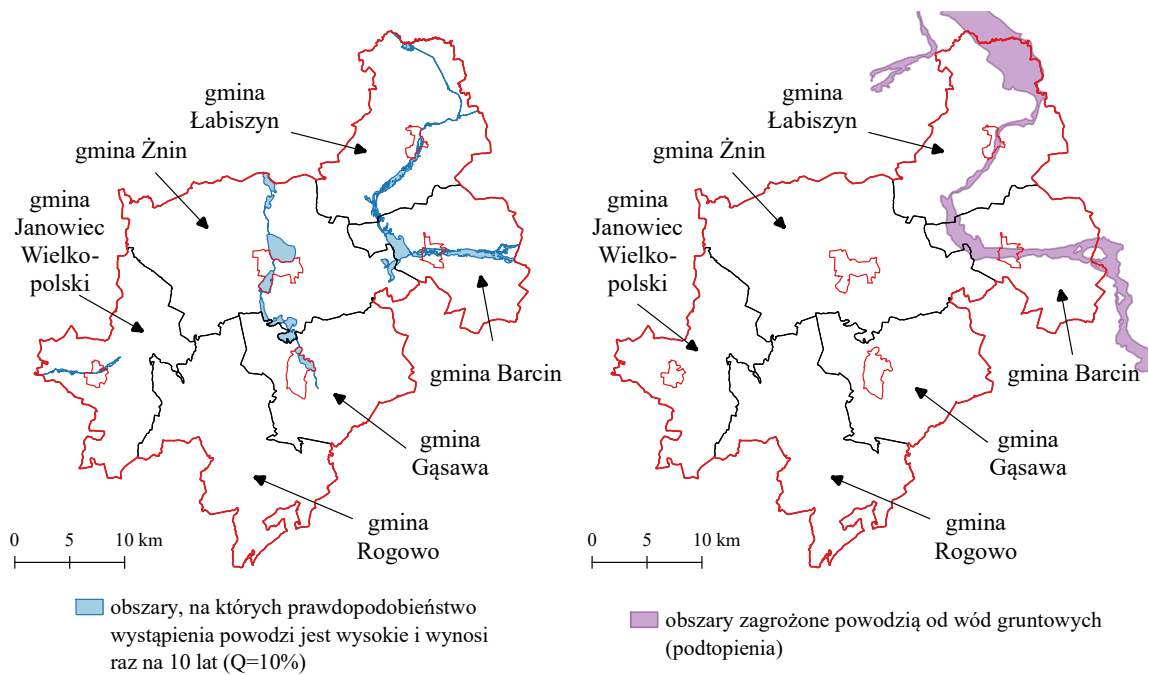 gmina
Łabiszyn
gmina Żnin
gmina
Janowiec
Wielko-
polski
gmina Barcin
gmina
Gąsawa
gmina
Rogowo
0 5 10 km
obszary, na których prawdopodobieństwo
wystąpienia powodzi jest wysokie i wynosi
raz na 10 lat (Q=10%)
gmina
Łabiszyn
gmina Żnin
gmina
Janowiec
Wielko-
polski
gmina Barcin
gmina
Gąsawa
gmina
Rogowo
0 5 10 km
obszary zagrożone powodzią od wód gruntowych
(podtopienia)